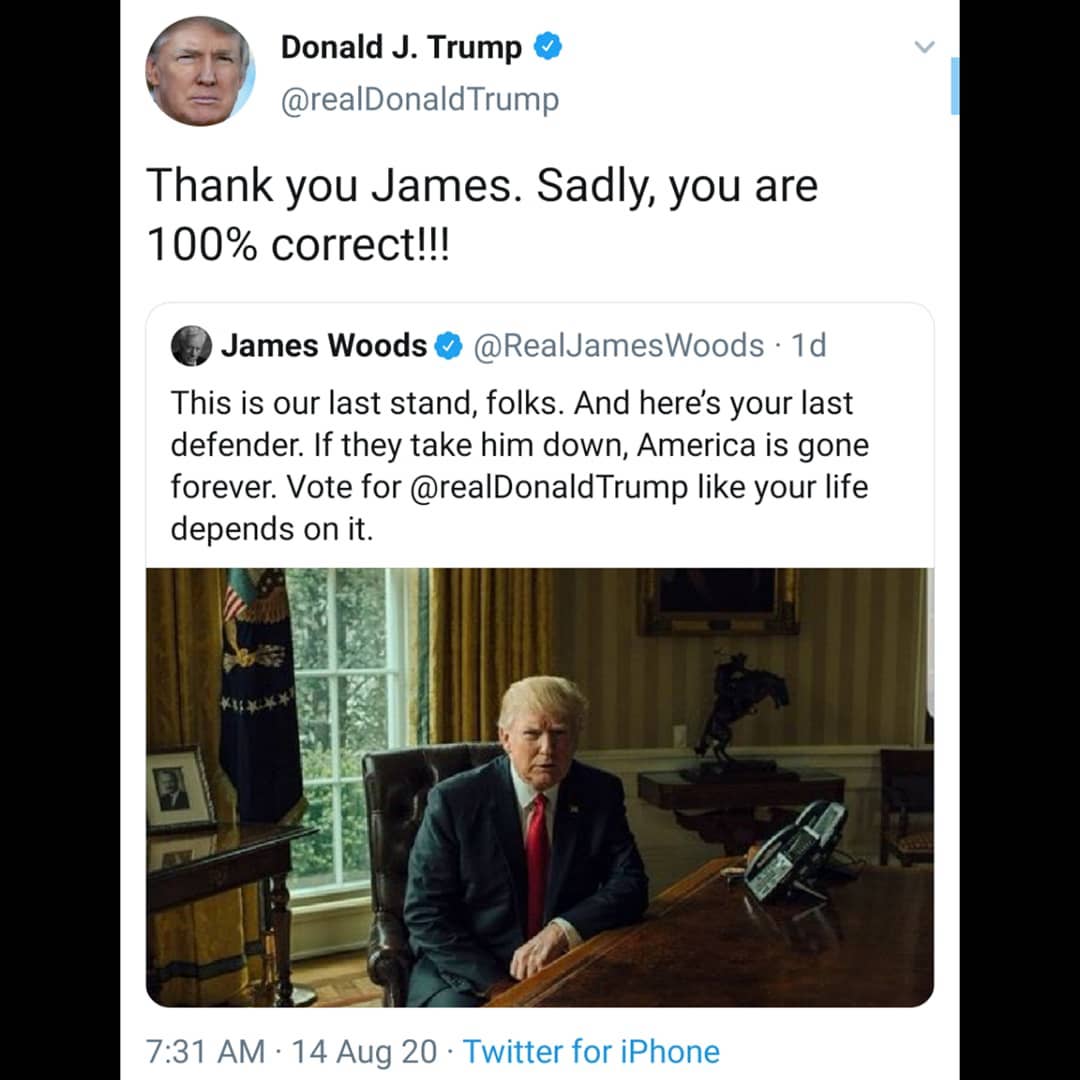 Donald J. Trump
@realDonaldTrump
Thank you James. Sadly, you are
100% correct!!!
James Woods @RealJamesWoods · 1d
This is our last stand, folks. And here’s your last
defender. If they take him down, America is gone
forever. Vote for @realDonaldTrump like your life
depends on it.
7:31 AM · 14 Aug 20 · Twitter for iPhone